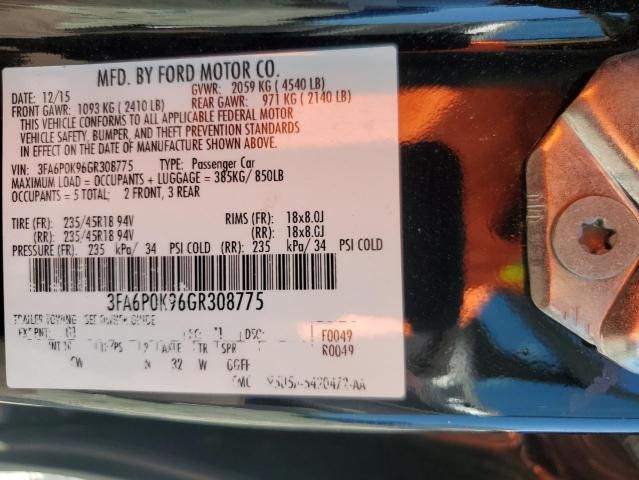 MFD. BY FORD MOTOR CO.
DATE: 12/15 GVWR: 2059 KG ( 4540 LB)
FRONT GAWR: 1093 KG ( 2410 LB) REAR GAWR: 971 KG ( 2140 LB)
THIS VEHICLE CONFORMS TO ALL APPLICABLE FEDERAL MOTOR
VEHICLE SAFETY, BUMPER, AND THEFT PREVENTION STANDARDS
IN EFFECT ON THE DATE OF MANUFACTURE SHOWN ABOVE.
VIN: 3FA6P0K96GR308775 TYPE: Passenger Car
MAXIMUM LOAD = OCCUPANTS + LUGGAGE = 385KG/ 850LB
OCCUPANTS = 5 TOTAL; 2 FRONT, 3 REAR
TIRE (FR): 235/45R18 94V RIMS (FR): 18x8.0J
(RR): 235/45R18 94V (RR): 18x8.0J
PRESSURE (FR): 235 kPa/ 34 PSI COLD (RR): 235 kPa/ 34 PSI COLD
3FA6P0K96GR308775
TRAILER TOWING - SEE OWNER GUIDE
F0049
R0049
32 W